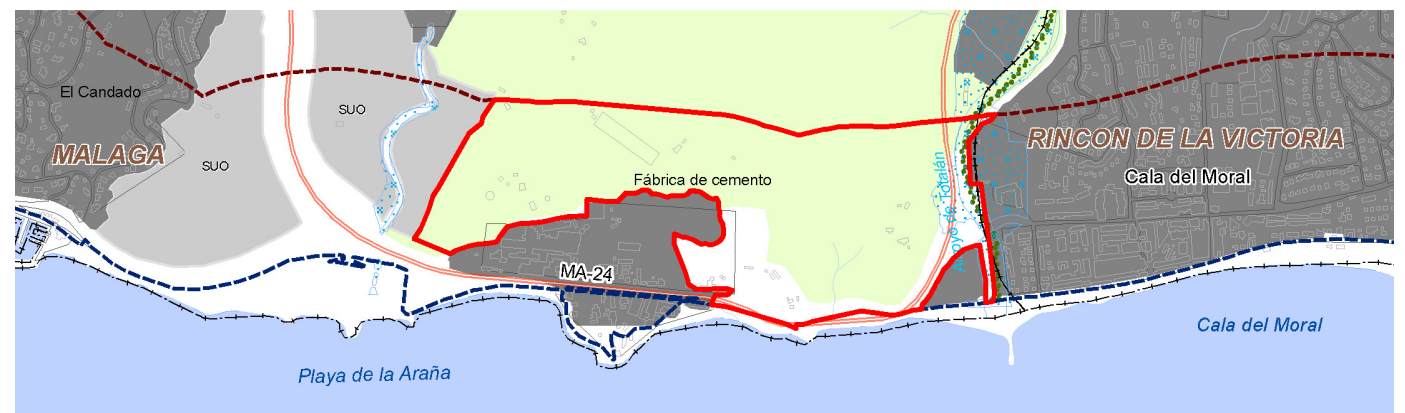 El Candado
SUO
MALAGA
SUO
RINCON DE LA VICTORIA
Cala del Moral
Fábrica de cemento
Arroyo de Totalán
MA-24
Cala del Moral
Playa de la Araña